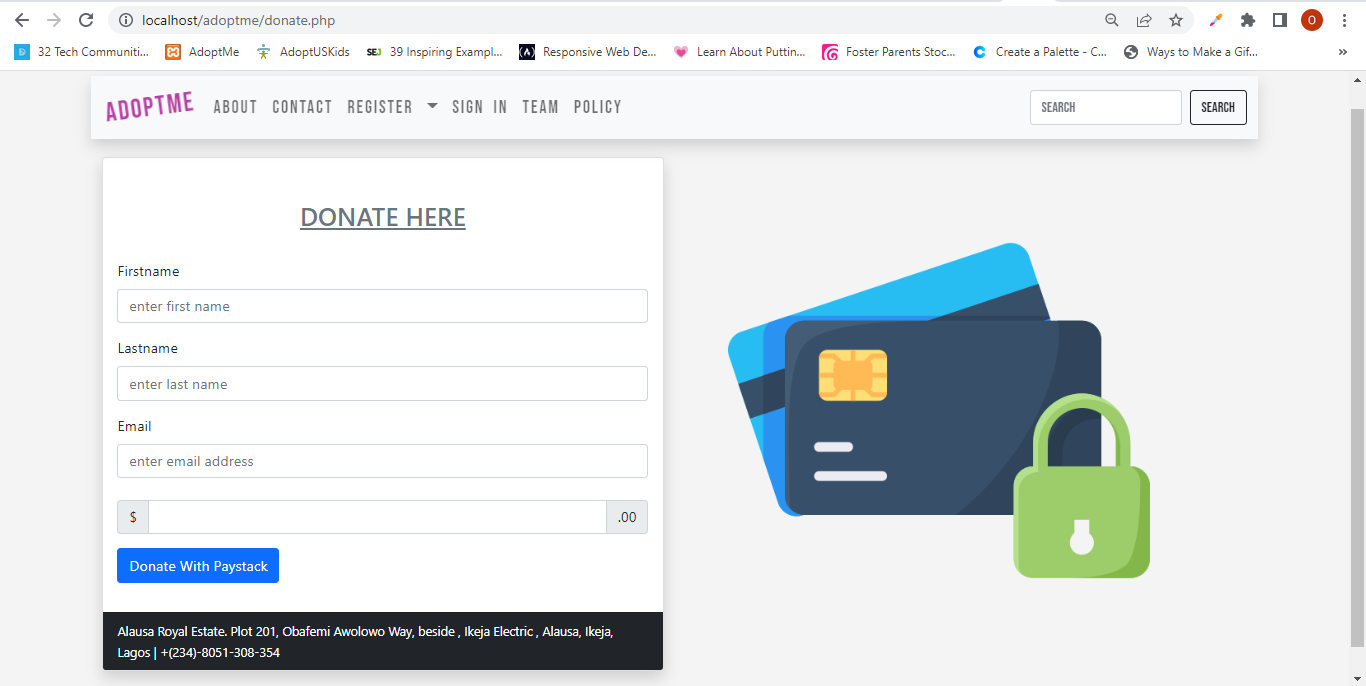 localhost/adoptme/donate.php
O
32 Tech Communiti... AdoptMe AdoptUSKids SEJ 39 Inspiring Exampl... Responsive Web De... Learn About Puttin... Foster Parents Stoc... Create a Palette - C... Ways to Make a Gif... »
ADOPTME ABOUT CONTACT REGISTER SIGN IN TEAM POLICY SEARCH SEARCH
DONATE HERE
Firstname
enter first name
Lastname
enter last name
Email
enter email address
$ .00
Donate With Paystack
Alausa Royal Estate. Plot 201, Obafemi Awolowo Way, beside , Ikeja Electric , Alausa, Ikeja,
Lagos | +(234)-8051-308-354